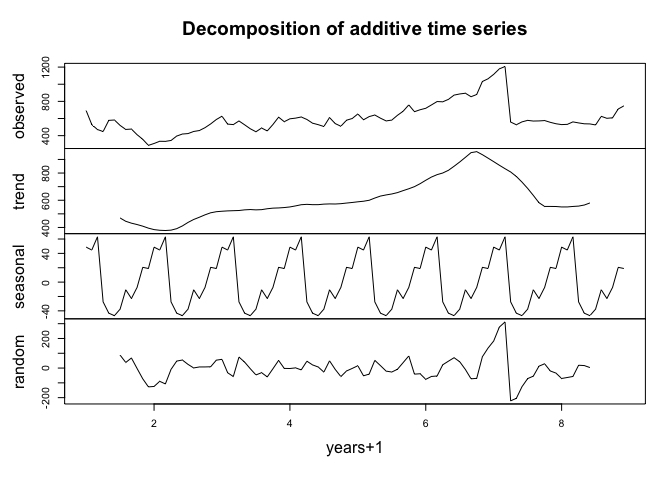 Decomposition of additive time series
observed
400 800 1200
trend
400 600 800
seasonal
-40 0 40
random
-200 0 200
2 4 6 8
years+1